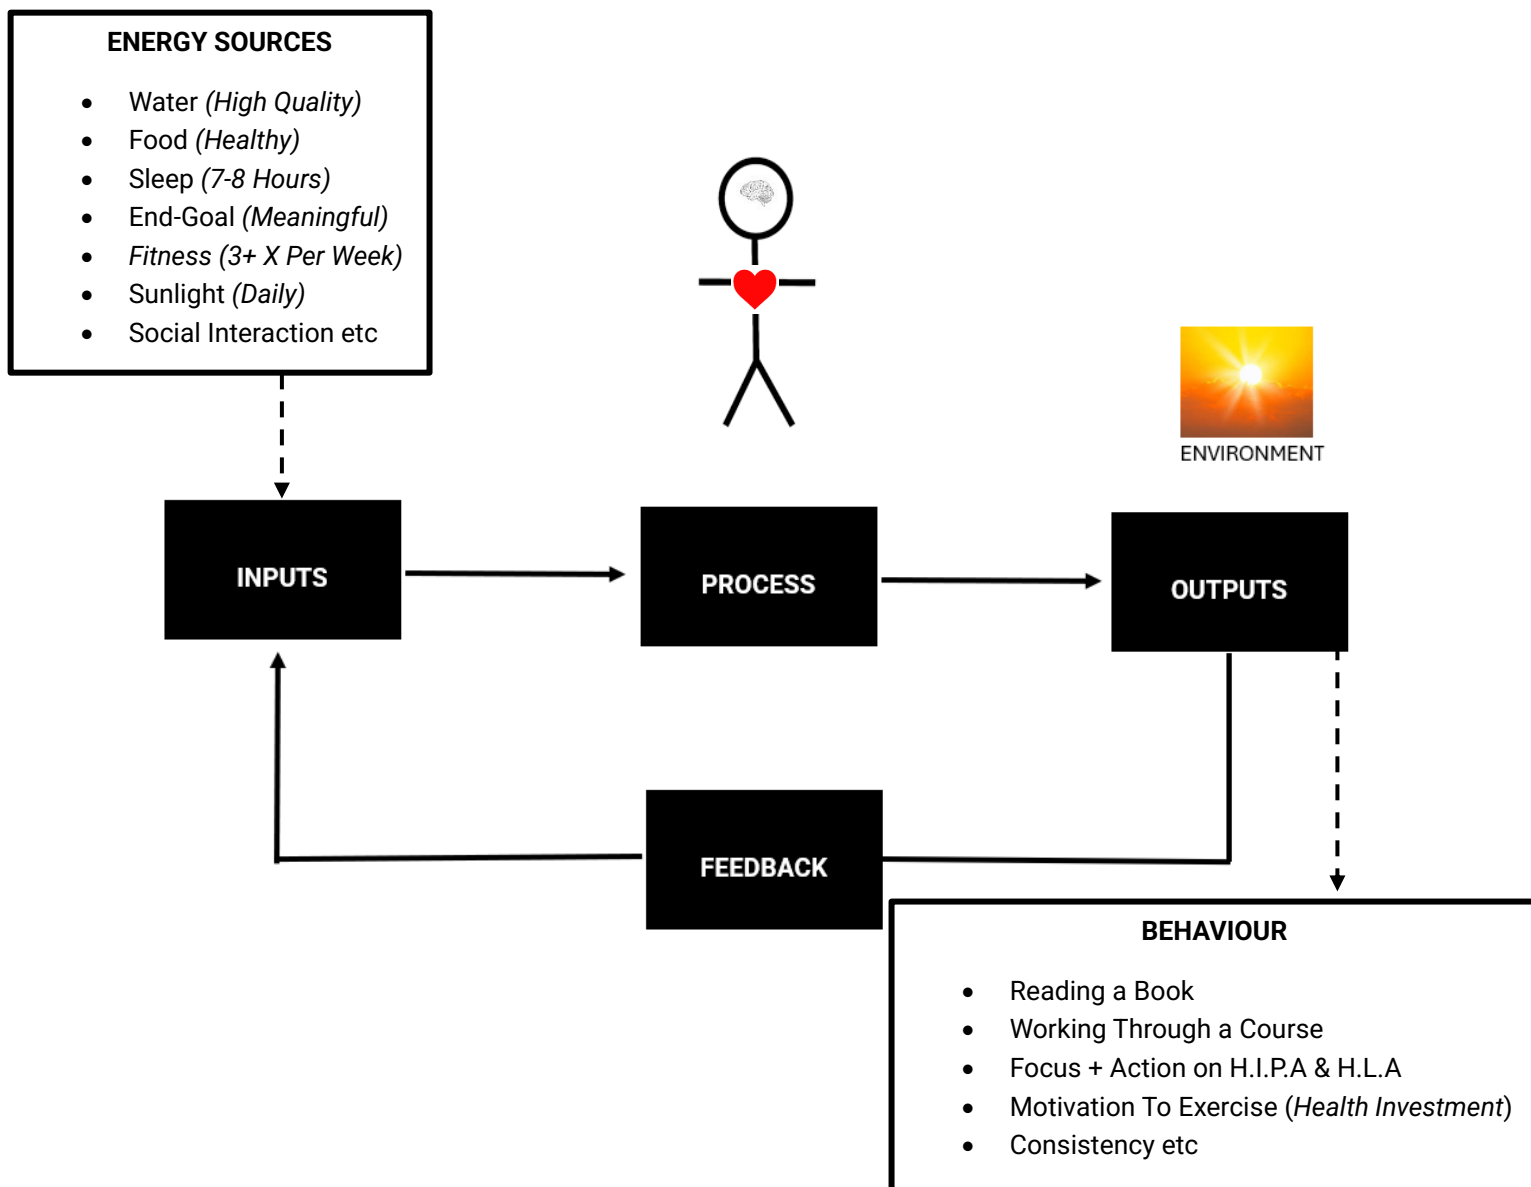 ENERGY SOURCES
• Water (High Quality)
• Food (Healthy)
• Sleep (7-8 Hours)
• End-Goal (Meaningful)
• Fitness (3+ X Per Week)
• Sunlight (Daily)
• Social Interaction etc
ENVIRONMENT
INPUTS
PROCESS
OUTPUTS
FEEDBACK
BEHAVIOUR
• Reading a Book
• Working Through a Course
• Focus + Action on H.I.P.A & H.L.A
• Motivation To Exercise (Health Investment)
• Consistency etc